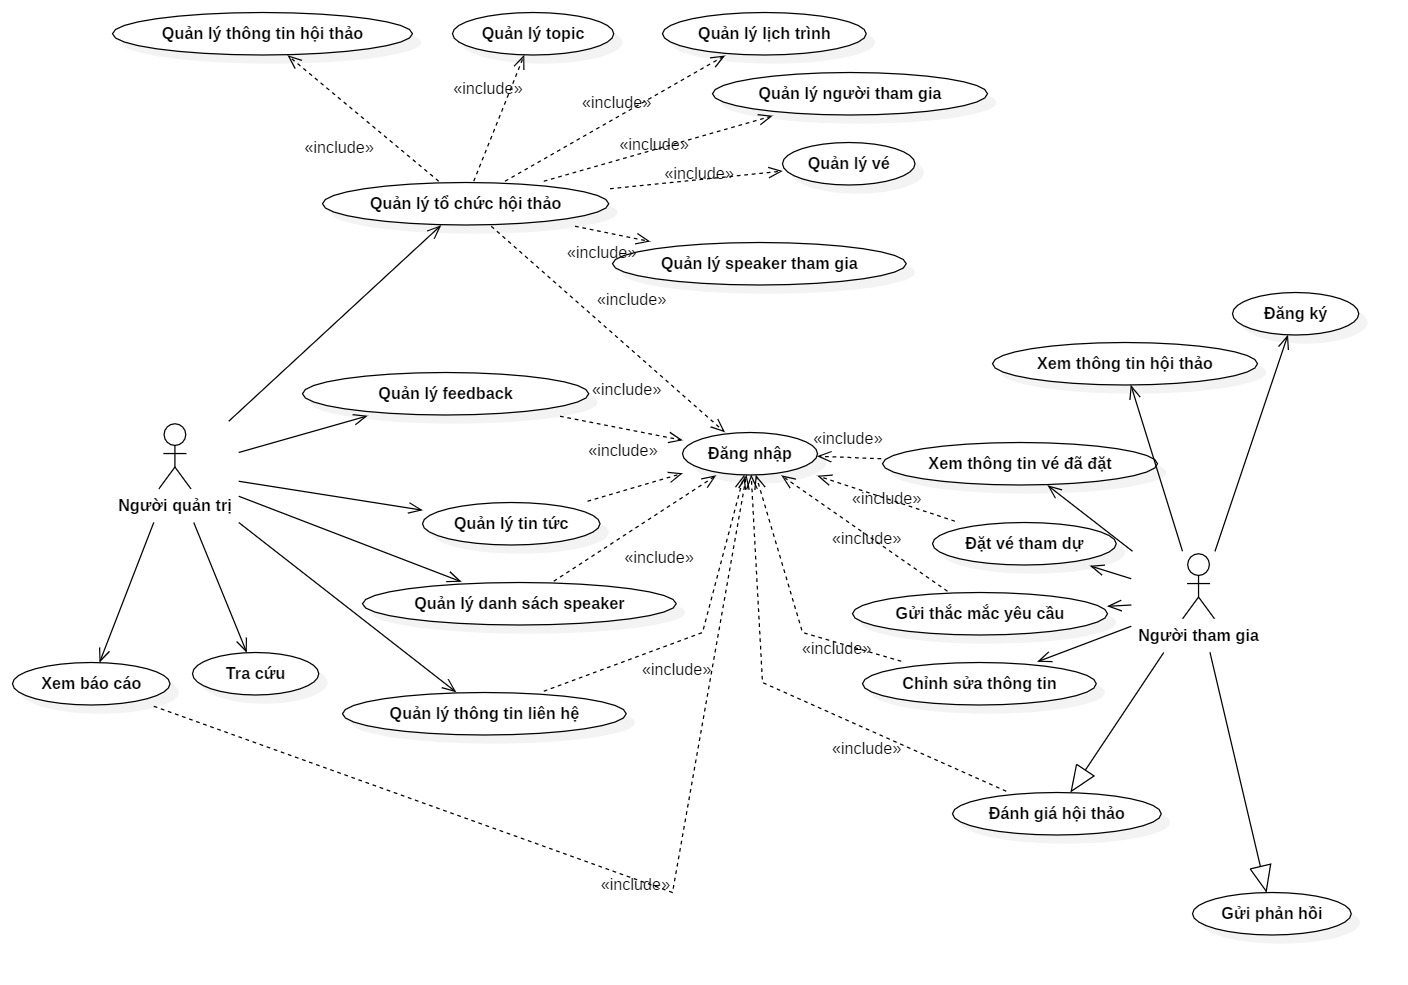 Quản lý thông tin hội thảo
Quản lý topic
Quản lý lịch trình
«include»
Quản lý người tham gia
«include»
«include»
«include»
Quản lý vé
«include»
Quản lý tổ chức hội thảo
«include»
Quản lý speaker tham gia
«include»
Đăng ký
Xem thông tin hội thảo
Quản lý feedback
«include»
«include»
Đăng nhập
«include»
Xem thông tin vé đã đặt
Người quản trị
«include»
Quản lý tin tức
«include»
Đặt vé tham dự
«include»
Quản lý danh sách speaker
Gửi thắc mắc yêu cầu
Người tham gia
«include»
Xem báo cáo
Tra cứu
«include»
Chỉnh sửa thông tin
Quản lý thông tin liên hệ
«include»
Đánh giá hội thảo
«include»
Gửi phản hồi